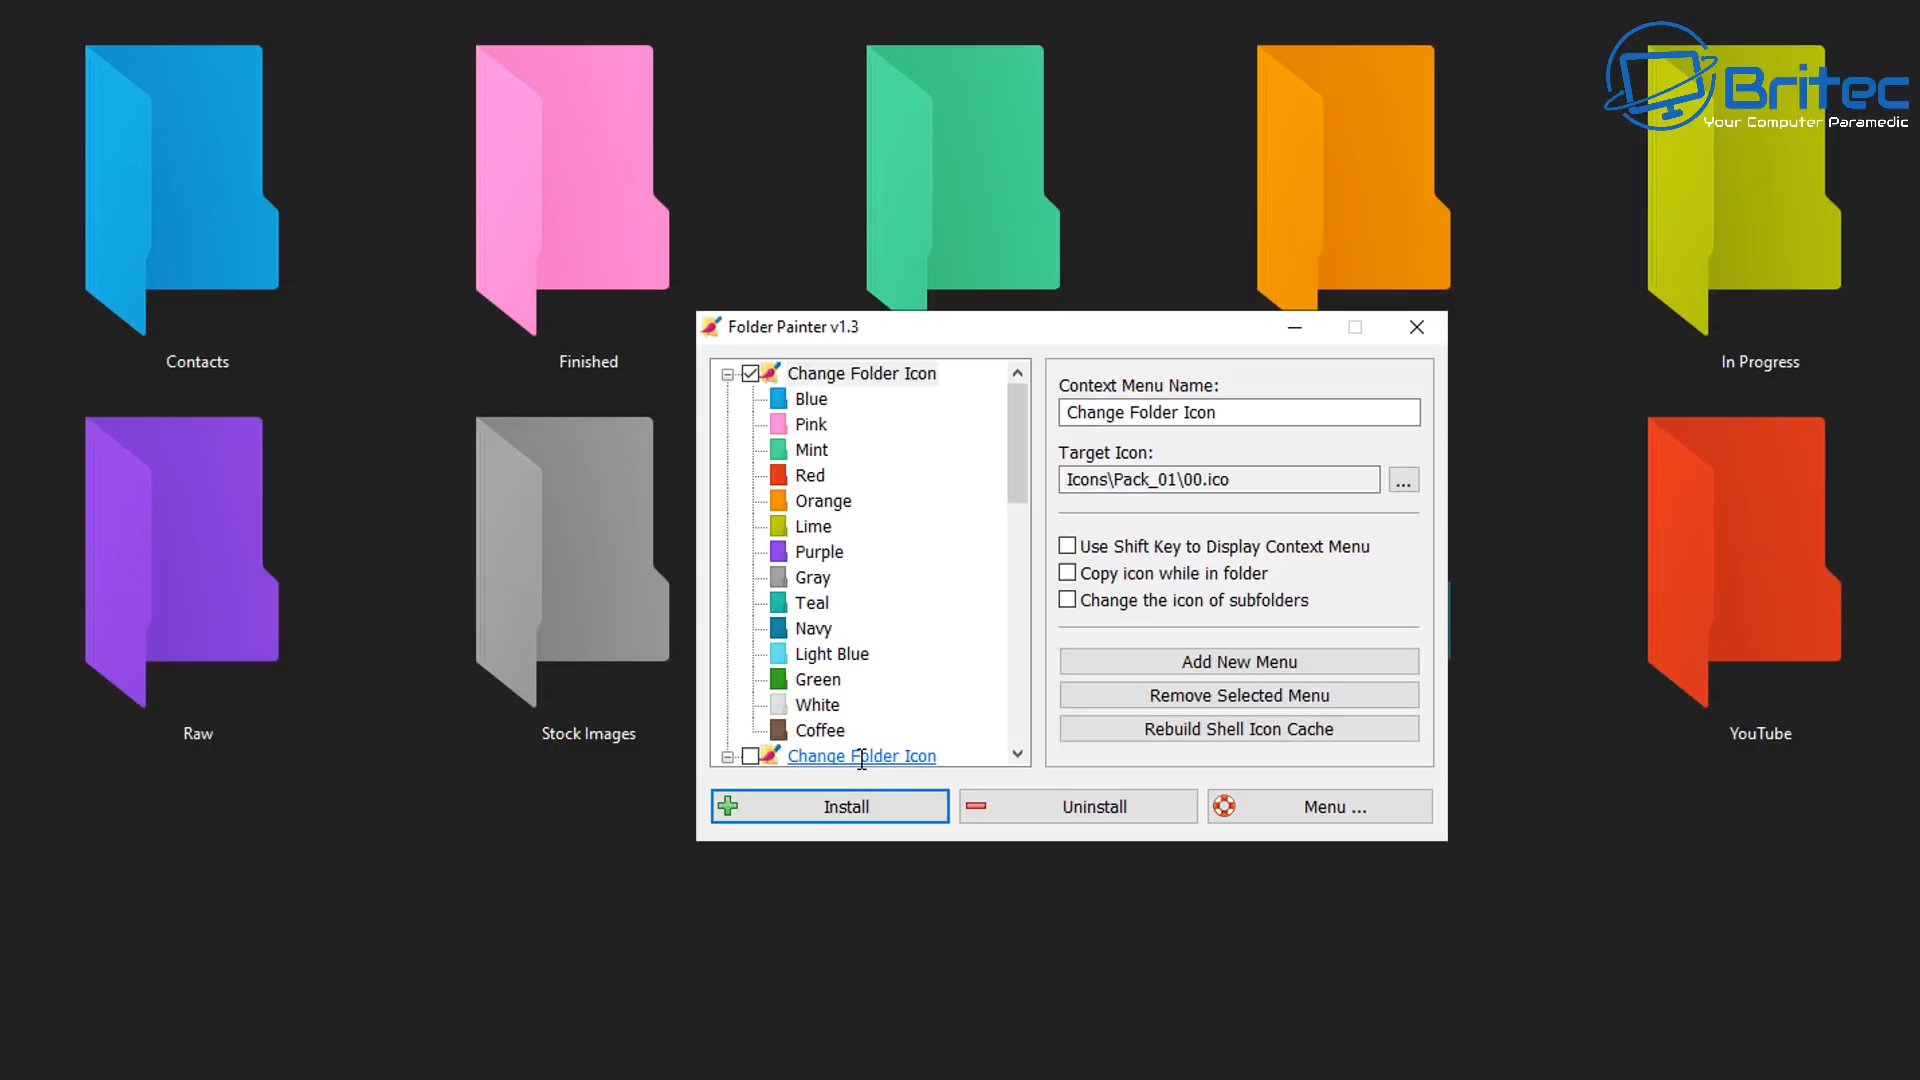 Britec
Your Computer Paramedic
Contacts
Finished
In Progress
Raw
Stock Images
YouTube
Folder Painter v1.3
Change Folder Icon
Blue
Pink
Mint
Red
Orange
Lime
Purple
Gray
Teal
Navy
Light Blue
Green
White
Coffee
Change Folder Icon
Context Menu Name:
Change Folder Icon
Target Icon:
Icons\Pack_01\00.ico
...
Use Shift Key to Display Context Menu
Copy icon while in folder
Change the icon of subfolders
Add New Menu
Remove Selected Menu
Rebuild Shell Icon Cache
Install
Uninstall
Menu ...